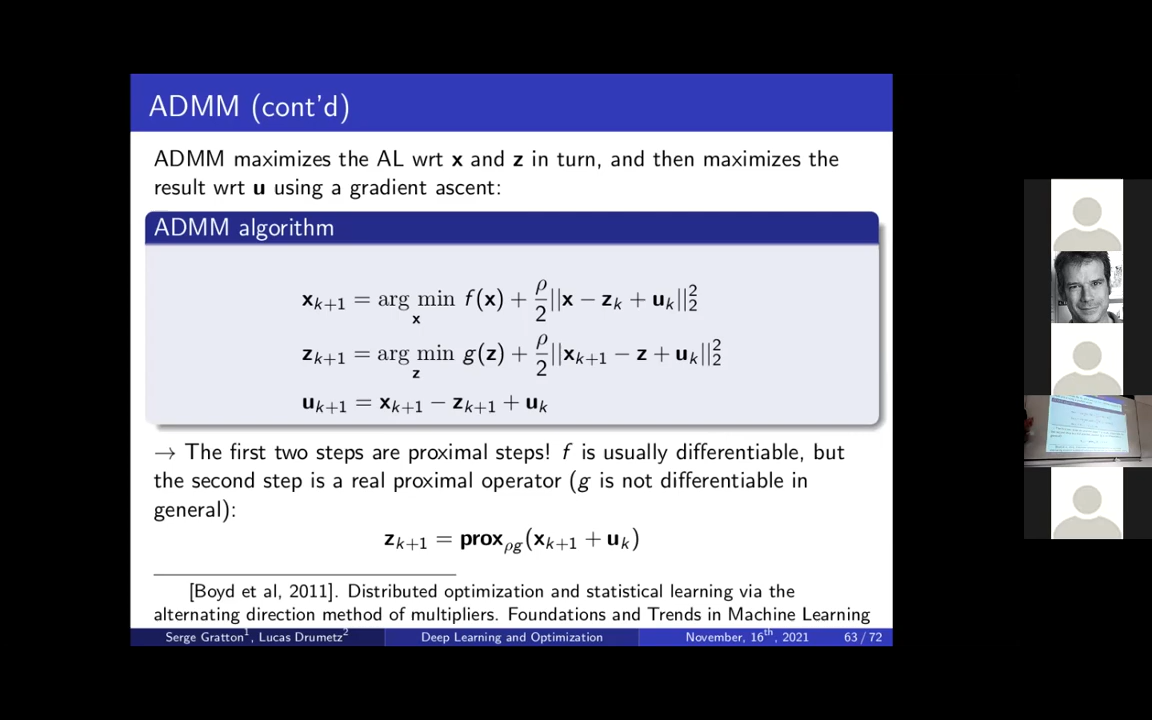 ADMM (cont'd)
ADMM maximizes the AL wrt x and z in turn, and then maximizes the
result wrt u using a gradient ascent:
ADMM algorithm
x_{k+1} = arg min_x f(x) + ρ/2 ||x − z_k + u_k||_2^2
z_{k+1} = arg min_z g(z) + ρ/2 ||x_{k+1} − z + u_k||_2^2
u_{k+1} = x_{k+1} − z_{k+1} + u_k
→ The first two steps are proximal steps! f is usually differentiable, but
the second step is a real proximal operator (g is not differentiable in
general):
z_{k+1} = prox_{ρg}(x_{k+1} + u_k)
[Boyd et al, 2011]. Distributed optimization and statistical learning via the
alternating direction method of multipliers. Foundations and Trends in Machine Learning
Serge Gratton¹, Lucas Drumetz² Deep Learning and Optimization November, 16th, 2021 63 / 72